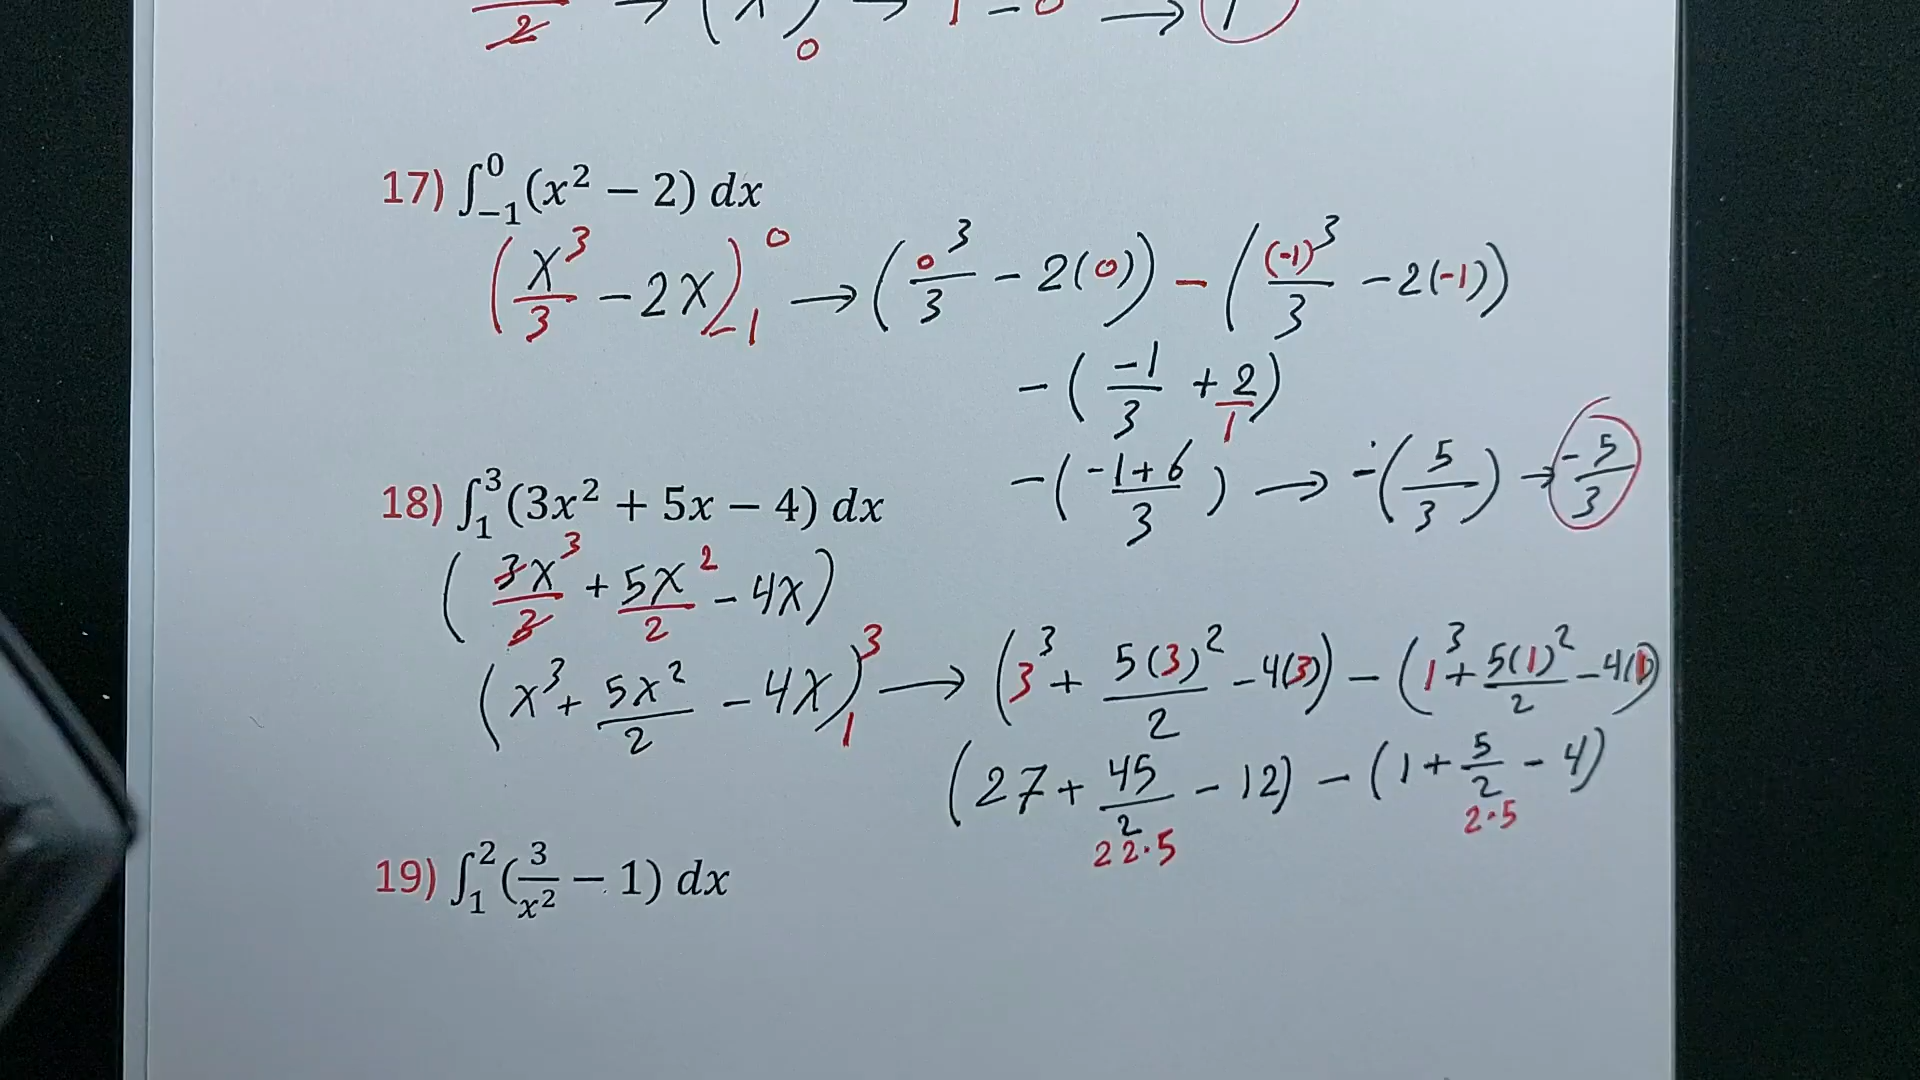 2 → (x)₀ → 1 - 0 →
17) ∫₋₁⁰(x² − 2) dx
(x³/3 - 2x)₋₁⁰ → (0³/3 - 2(0)) - ((-1)³/3 - 2(-1))
-(-1/3 + 2/1)
-((-1+6)/3) → -(5/3) → -5/3
18) ∫₁³(3x² + 5x − 4) dx
(3x³/3 + 5x²/2 - 4x)
(x³ + 5x²/2 - 4x)₁³ → (3³ + 5(3)²/2 - 4(3)) - (1³ + 5(1)²/2 - 4(1))
(27 + 45/2 - 12) - (1 + 5/2 - 4)
22.5 2.5
19) ∫₁²(3/x² − 1) dx